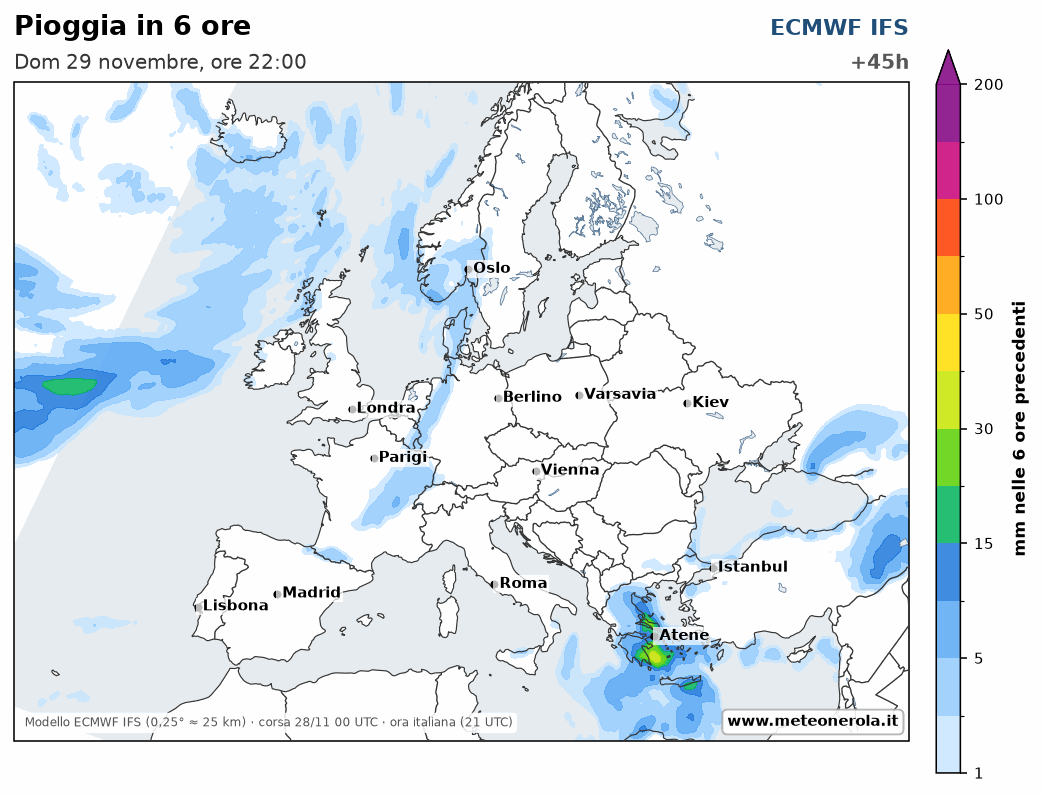 Pioggia in 6 ore
ECMWF IFS
Dom 29 novembre, ore 22:00
+45h
200
100
50
30
15
5
1
mm nelle 6 ore precedenti
Oslo
Berlino
Varsavia
Kiev
Londra
Parigi
Vienna
Istanbul
Roma
Madrid
Lisbona
Atene
Modello ECMWF IFS (0,25° ≈ 25 km) · corsa 28/11 00 UTC · ora italiana (21 UTC)
www.meteonerola.it